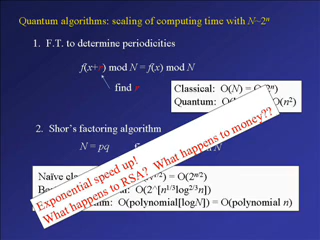 Quantum algorithms: scaling of computing time with N~2ⁿ
1. F.T. to determine periodicities
f(x+r) mod N = f(x) mod N
find r
Classical: O(N) = O(2ⁿ)
Quantum: O(n²)
2. Shor's factoring algorithm
N = pq
N
Naïve = O(2^{n/2})
O(2^[n^{1/3}log^{2/3}n])
O(polynomial[logN]) = O(polynomial n)
Exponential speed up!
What happens to RSA? What happens to money??